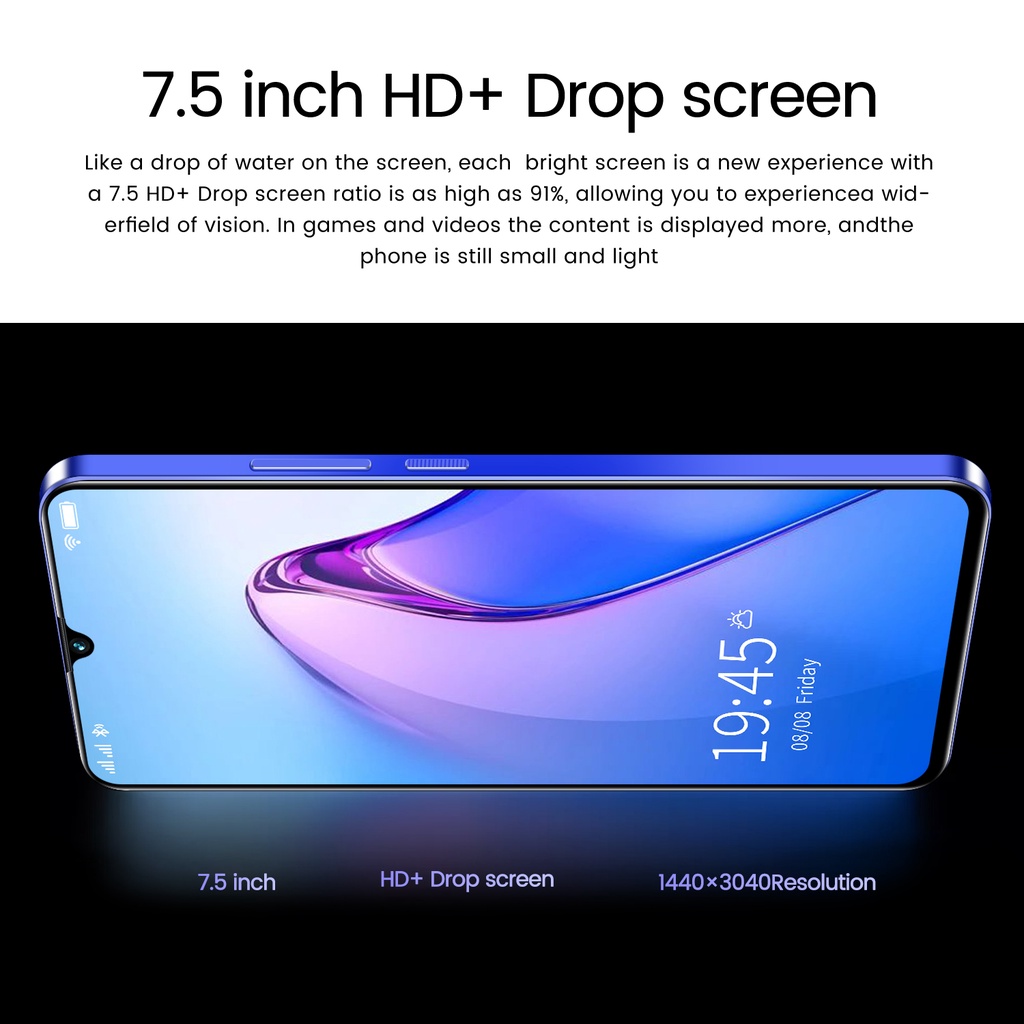 7.5 inch HD+ Drop screen
Like a drop of water on the screen, each  bright screen is a new experience with
a 7.5 HD+ Drop screen ratio is as high as 91%, allowing you to experiencea wid-
erfield of vision. In games and videos the content is displayed more, andthe
phone is still small and light
19:45
08/08 Friday
7.5 inch
HD+ Drop screen
1440×3040Resolution